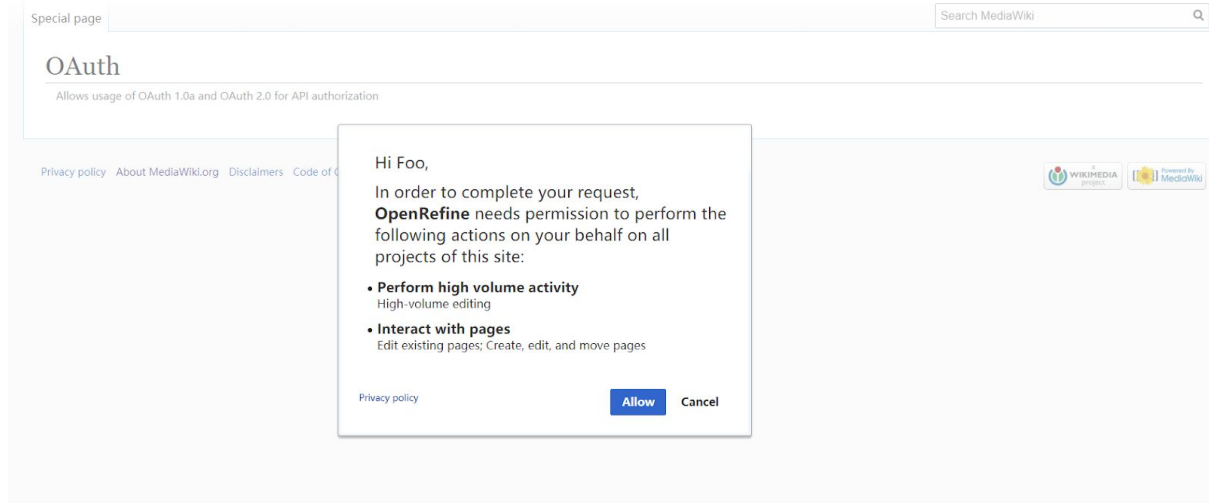 Special page
Search MediaWiki
OAuth
Allows usage of OAuth 1.0a and OAuth 2.0 for API authorization
Privacy policy About MediaWiki.org Disclaimers Code of
Hi Foo,
In order to complete your request,
OpenRefine needs permission to perform the
following actions on your behalf on all
projects of this site:
• Perform high volume activity
High-volume editing
• Interact with pages
Edit existing pages; Create, edit, and move pages
Privacy policy
Allow Cancel
A
WIKIMEDIA
project
Powered By
MediaWiki